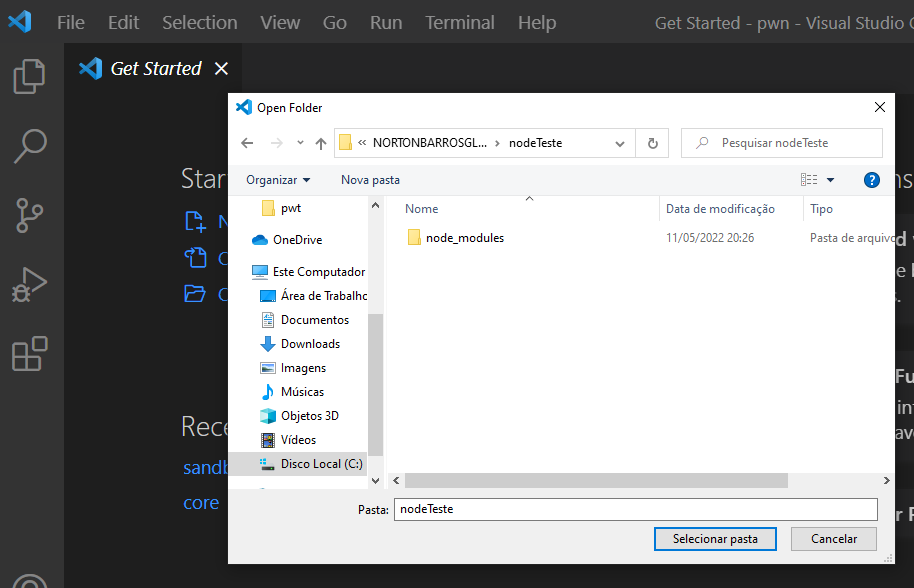 File Edit Selection View Go Run Terminal Help Get Started - pwn - Visual Studio
Get Started
Open Folder
« NORTONBARROSGL... › nodeTeste
Pesquisar nodeTeste
Organizar Nova pasta
pwt
OneDrive
Este Computador
Área de Trabalho
Documentos
Downloads
Imagens
Músicas
Objetos 3D
Vídeos
Disco Local (C:)
Nome Data de modificação Tipo
node_modules 11/05/2022 20:26 Pasta de arquivo
Star
Rece
sandb
core
Pasta: nodeTeste
Selecionar pasta Cancelar